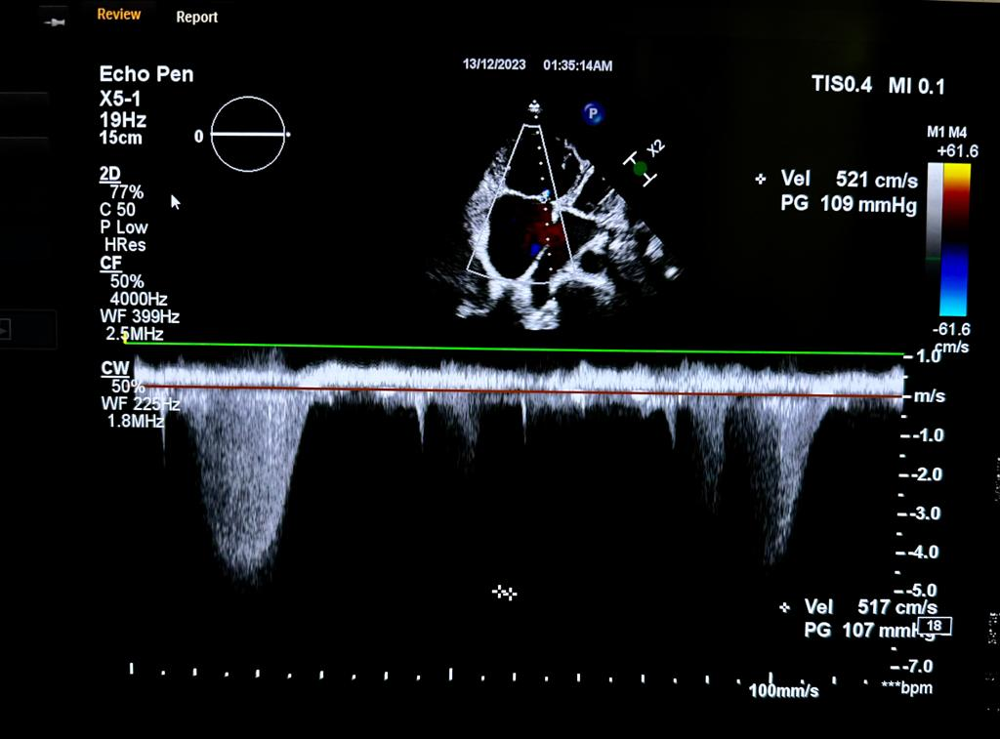 Review Report
13/12/2023 01:35:14AM
Echo Pen
X5-1
19Hz
15cm
0
P
X2
TIS0.4 MI 0.1
M1 M4
+61.6
2D
77%
C 50
P Low
HRes
CF
50%
4000Hz
WF 399Hz
2.5MHz
Vel 521 cm/s
PG 109 mmHg
-61.6
cm/s
CW
50%
WF 225Hz
1.8MHz
1.0
m/s
-1.0
-2.0
-3.0
-4.0
-5.0
Vel 517 cm/s
PG 107 mmHg
18
-7.0
100mm/s
***bpm